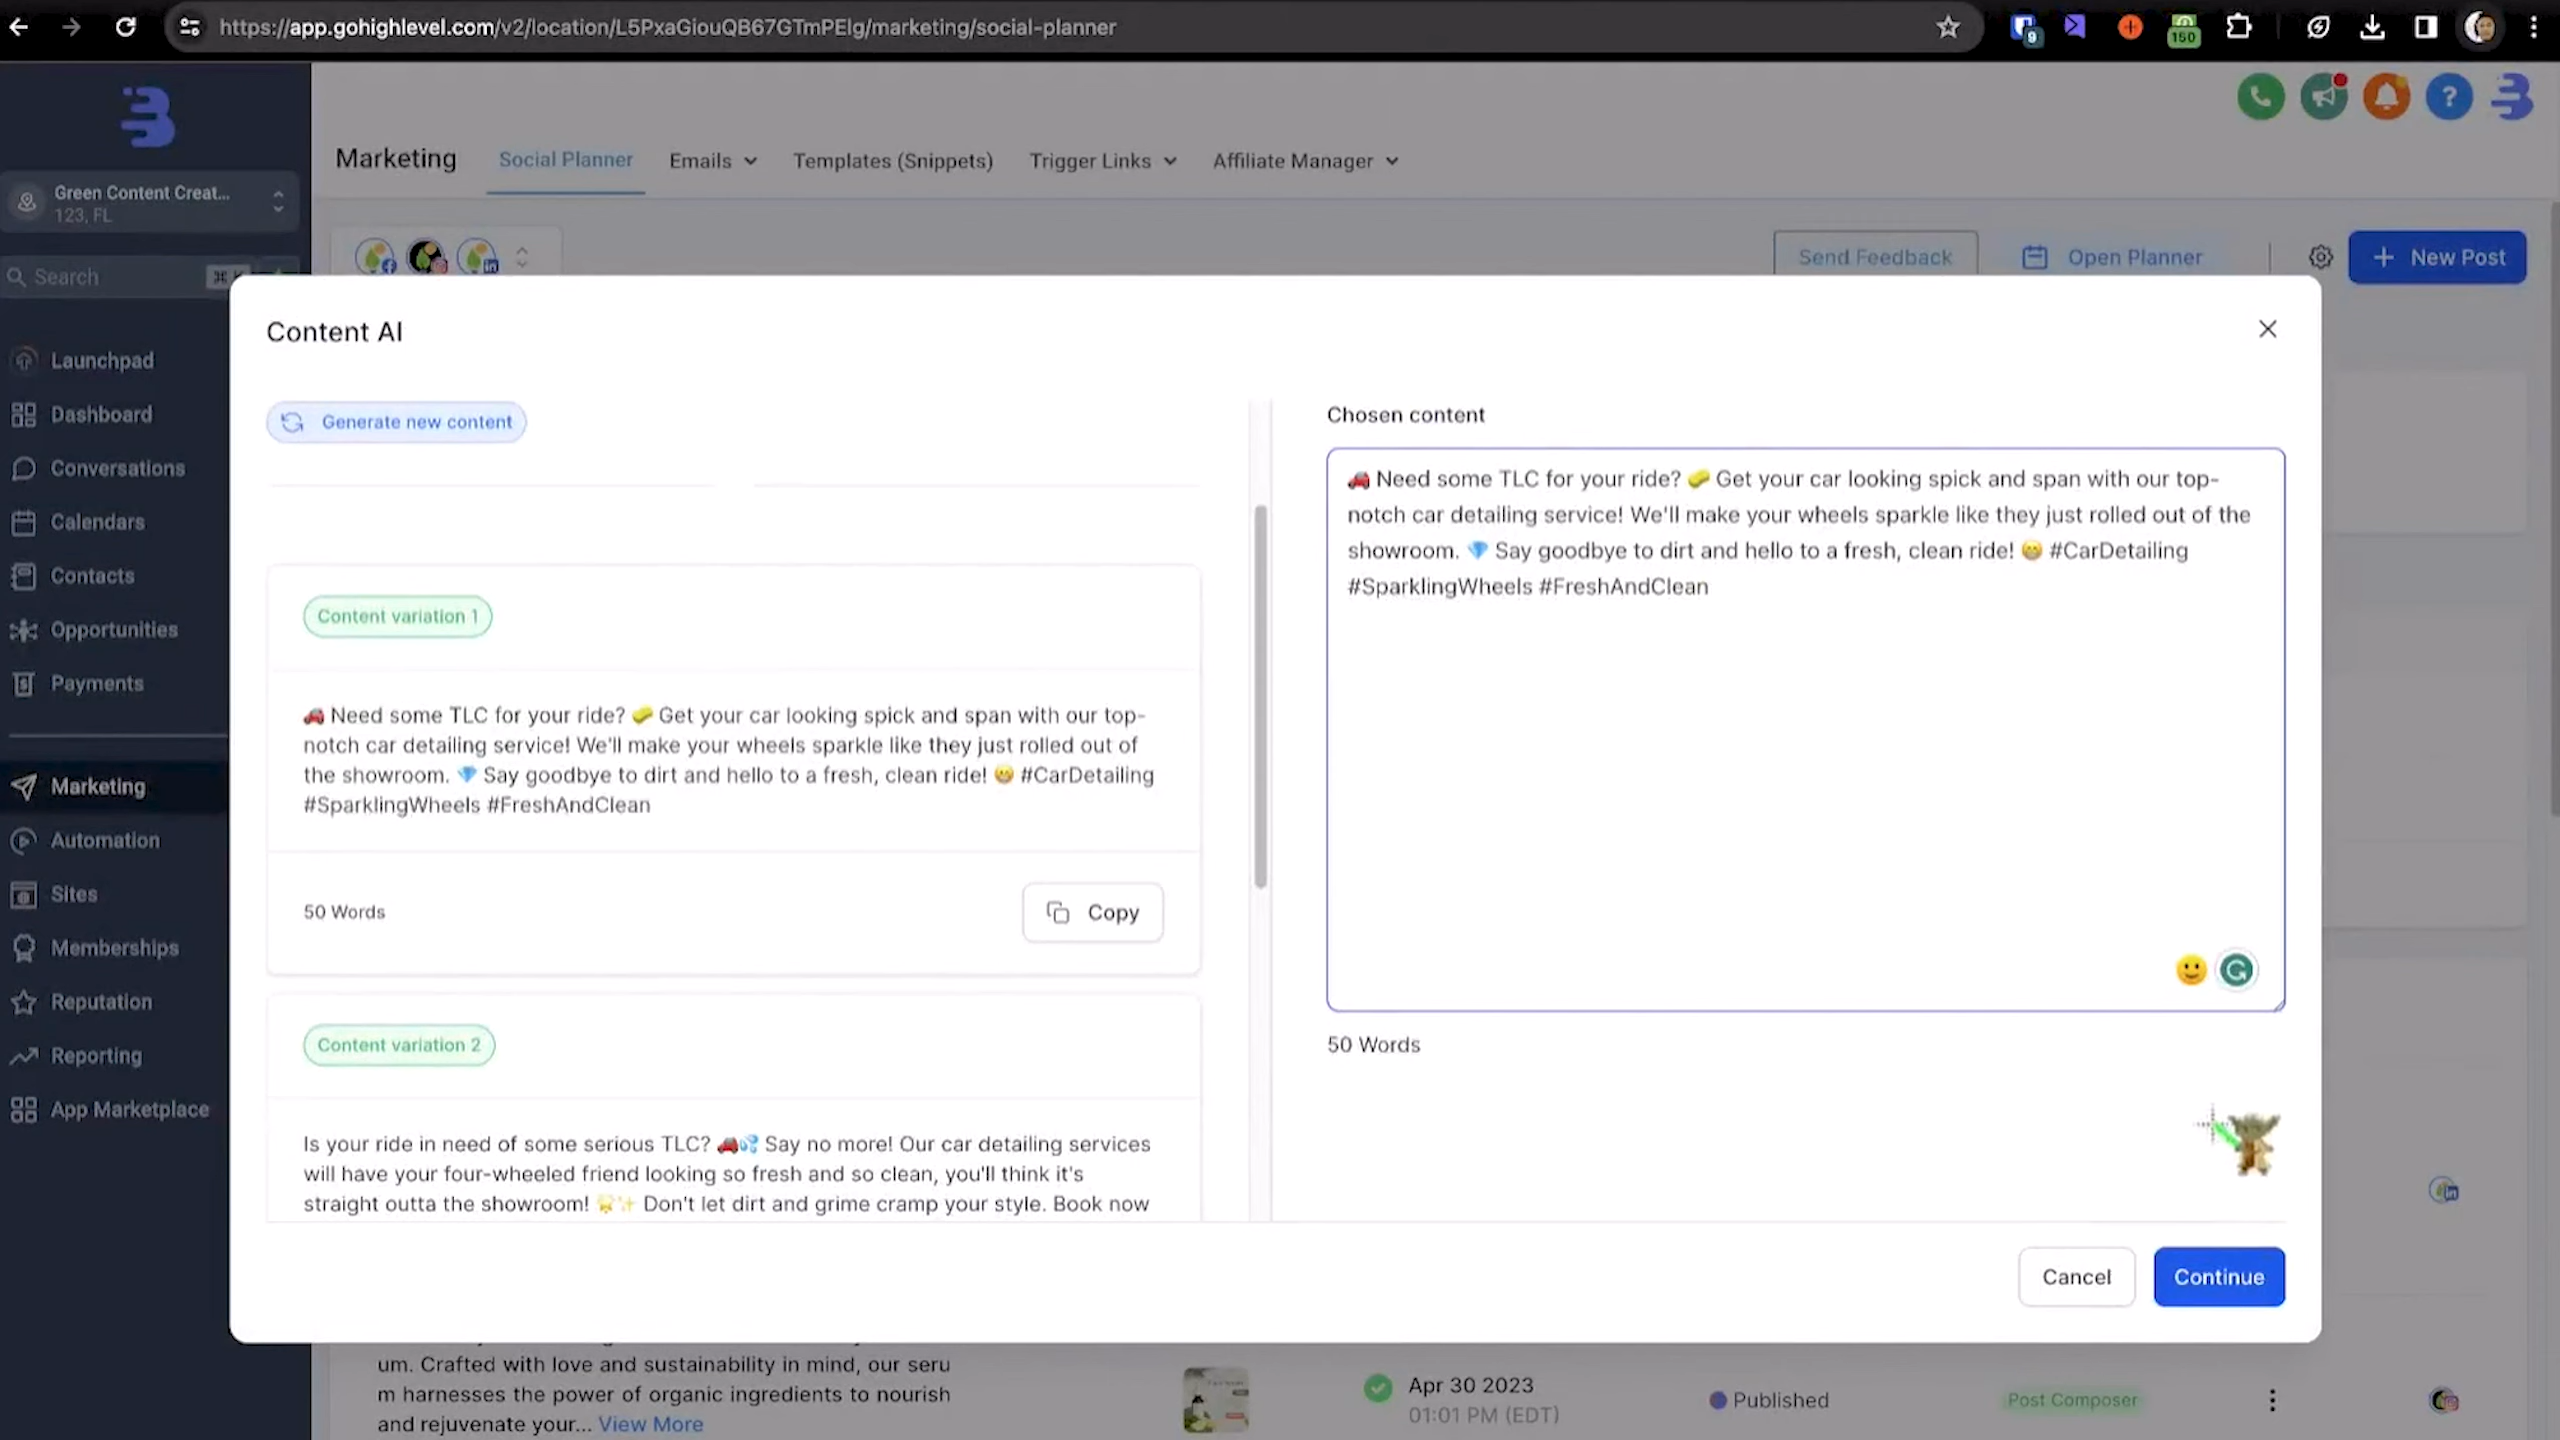 https://app.gohighlevel.com/v2/location/L5PxaGiouQB67GTmPElg/marketing/social-planner
9
150
Green Content Creat...
123, FL
Search
⌘ K
Launchpad
Dashboard
Conversations
Calendars
Contacts
Opportunities
Payments
Marketing
Automation
Sites
Memberships
Reputation
Reporting
App Marketplace
Marketing
Social Planner
Emails
Templates (Snippets)
Trigger Links
Affiliate Manager
Send Feedback
Open Planner
+ New Post
Content AI
Generate new content
Content variation 1
🚗 Need some TLC for your ride? 🧽 Get your car looking spick and span with our top-
notch car detailing service! We'll make your wheels sparkle like they just rolled out of
the showroom. 💎 Say goodbye to dirt and hello to a fresh, clean ride! 😁 #CarDetailing
#SparklingWheels #FreshAndClean
50 Words
Copy
Content variation 2
Is your ride in need of some serious TLC? 🚗💦 Say no more! Our car detailing services
will have your four-wheeled friend looking so fresh and so clean, you'll think it's
straight outta the showroom! 🌟✨ Don't let dirt and grime cramp your style. Book now
Chosen content
🚗 Need some TLC for your ride? 🧽 Get your car looking spick and span with our top-
notch car detailing service! We'll make your wheels sparkle like they just rolled out of the
showroom. 💎 Say goodbye to dirt and hello to a fresh, clean ride! 😁 #CarDetailing
#SparklingWheels #FreshAndClean
50 Words
Cancel
Continue
um. Crafted with love and sustainability in mind, our seru
m harnesses the power of organic ingredients to nourish
and rejuvenate your... View More
Apr 30 2023
01:01 PM (EDT)
Published
Post Composer